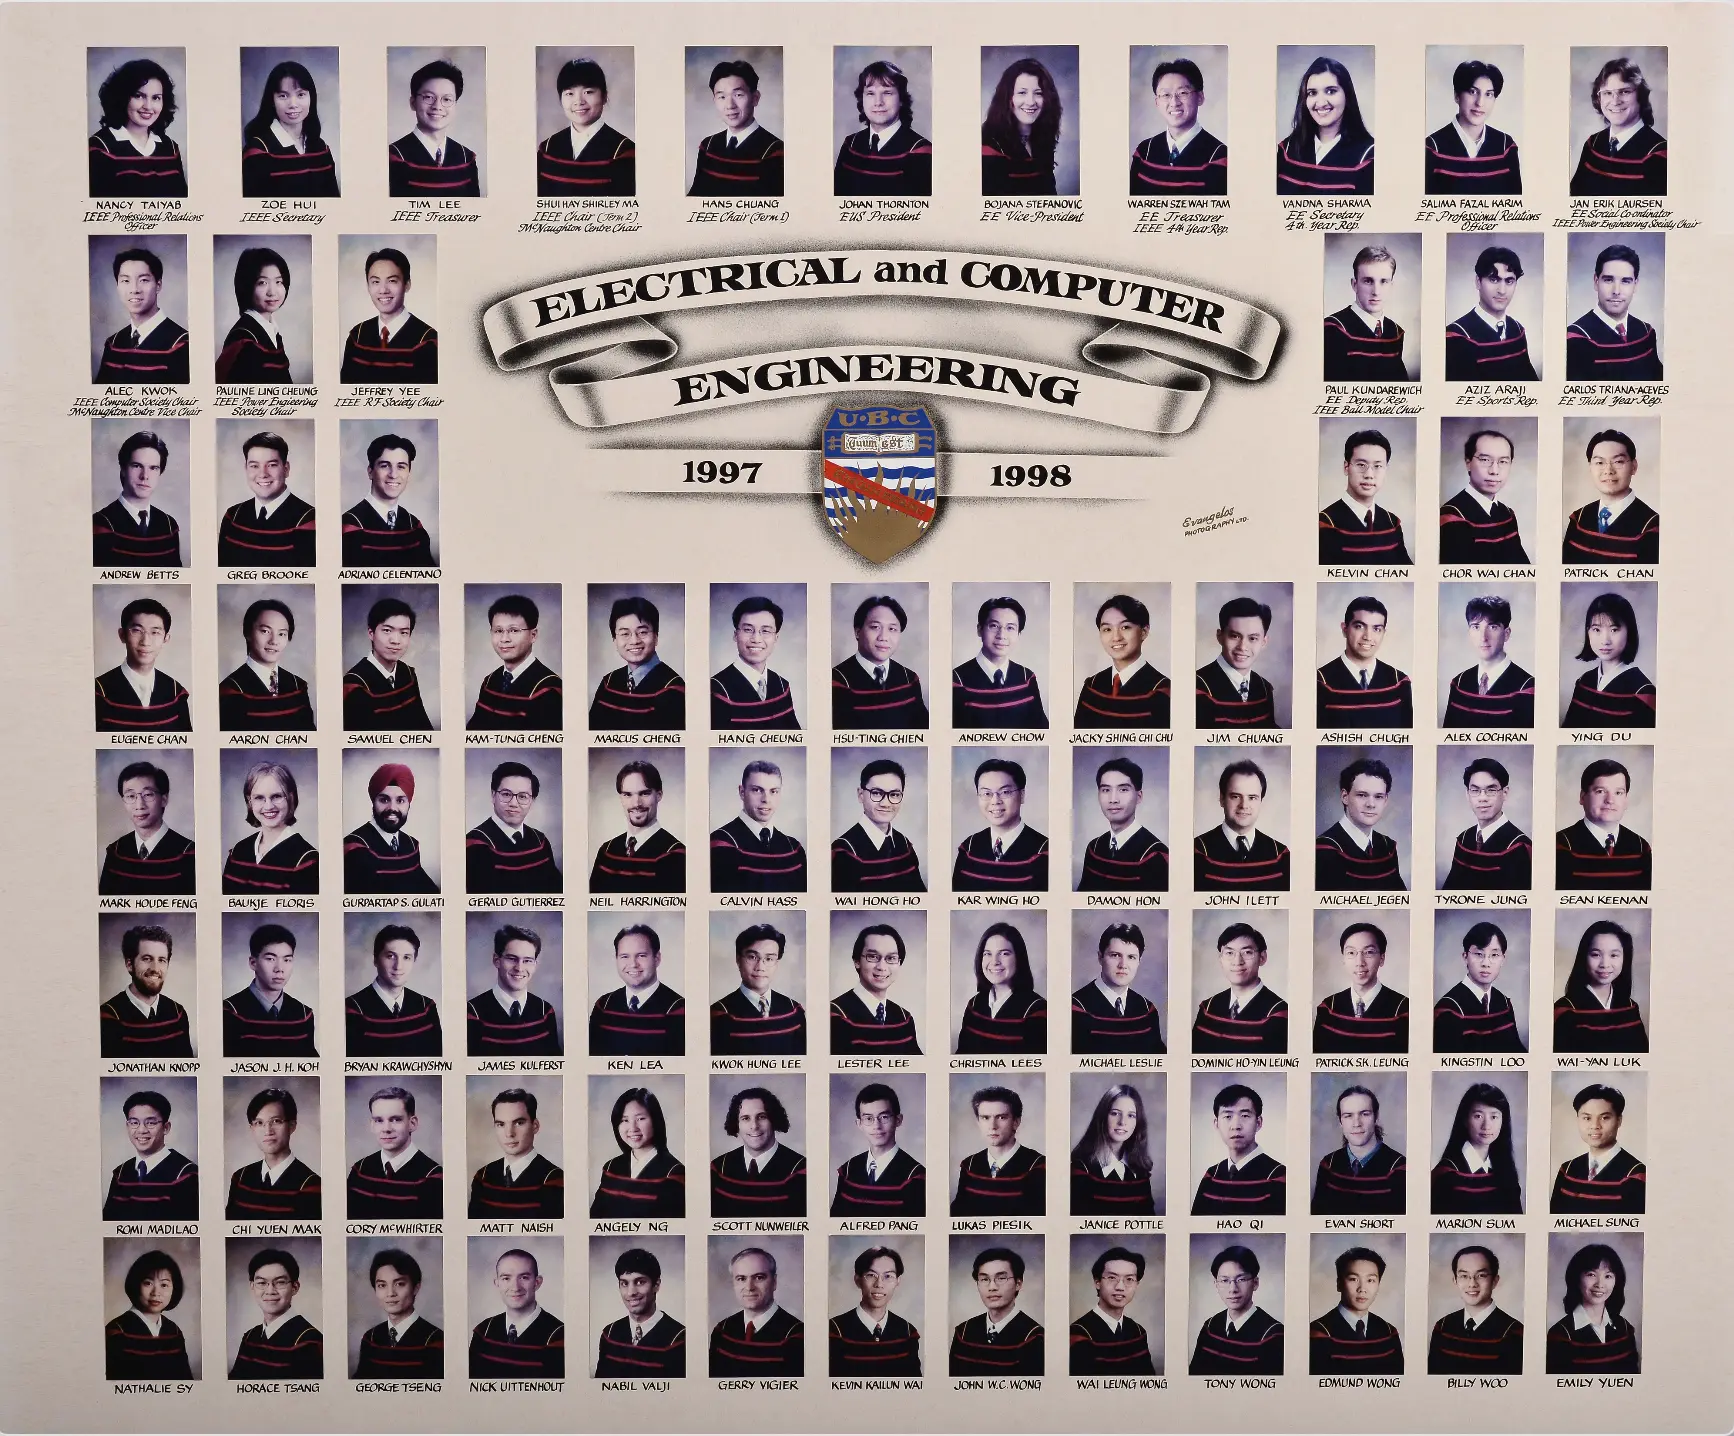 NANCY TAIYAB
IEEE Professional Relations
Officer
ZOE HUI
IEEE Secretary
TIM LEE
IEEE Treasurer
SHUI HAY SHIRLEY MA
IEEE Chair (Term 2)
McNaughton Centre Chair
HANS CHUANG
IEEE Chair (Term 1)
JOHAN THORNTON
EUS President
BOJANA STEFANOVIC
EE Vice-President
WARREN SZE WAH TAM
EE Treasurer
IEEE 4th Year Rep.
VANDNA SHARMA
EE Secretary
4th Year Rep.
SALIMA FAZAL KARIM
EE Professional Relations
Officer
JAN ERIK LAURSEN
EE Social Co-ordinator
IEEE Power Engineering Society Chair
ELECTRICAL and COMPUTER
ENGINEERING
U·B·C
Tuum est
1997
1998
Evangelos
PHOTOGRAPHY LTD.
ALEC KWOK
IEEE Computer Society Chair
McNaughton Centre Vice Chair
PAULINE LING CHEUNG
IEEE Power Engieering
Society Chair
JEFFREY YEE
IEEE R.F. Society Chair
PAUL KUNDAREWICH
EE Deputy Rep.
IEEE Ball Model Chair
AZIZ ARAJI
EE Sports Rep.
CARLOS TRIANA-ACEVES
EE Third Year Rep.
ANDREW BETTS
GREG BROOKE
ADRIANO CELENTANO
KELVIN CHAN
CHOR WAI CHAN
PATRICK CHAN
EUGENE CHAN
AARON CHAN
SAMUEL CHEN
KAM-TUNG CHENG
MARCUS CHENG
HANG CHEUNG
HSU-TING CHIEN
ANDREW CHOW
JACKY SHING CHI CHU
JIM CHUANG
ASHISH CHUGH
ALEX COCHRAN
YING DU
MARK HOUDE FENG
BAUKJE FLORIS
GURPARTAP S. GULATI
GERALD GUTIERREZ
NEIL HARRINGTON
CALVIN HASS
WAI HONG HO
KAR WING HO
DAMON HON
JOHN ILETT
MICHAEL JEGEN
TYRONE JUNG
SEAN KEENAN
JONATHAN KNOPP
JASON J. H. KOH
BRYAN KRAWCHYSHYN
JAMES KULFERST
KEN LEA
KWOK HUNG LEE
LESTER LEE
CHRISTINA LEES
MICHAEL LESLIE
DOMINIC HO-YIN LEUNG
PATRICK S.K. LEUNG
KINGSTIN LOO
WAI-YAN LUK
ROMI MADILAO
CHI YUEN MAK
CORY McWHIRTER
MATT NAISH
ANGELY NG
SCOTT NUNWEILER
ALFRED PANG
LUKAS PIESIK
JANICE POTTLE
HAO QI
EVAN SHORT
MARION SUM
MICHAEL SUNG
NATHALIE SY
HORACE TSANG
GEORGE TSENG
NICK UITTENHOUT
NABIL VALJI
GERRY VIGIER
KEVIN KAILUN WAI
JOHN W.C. WONG
WAI LEUNG WONG
TONY WONG
EDMUND WONG
BILLY WOO
EMILY YUEN